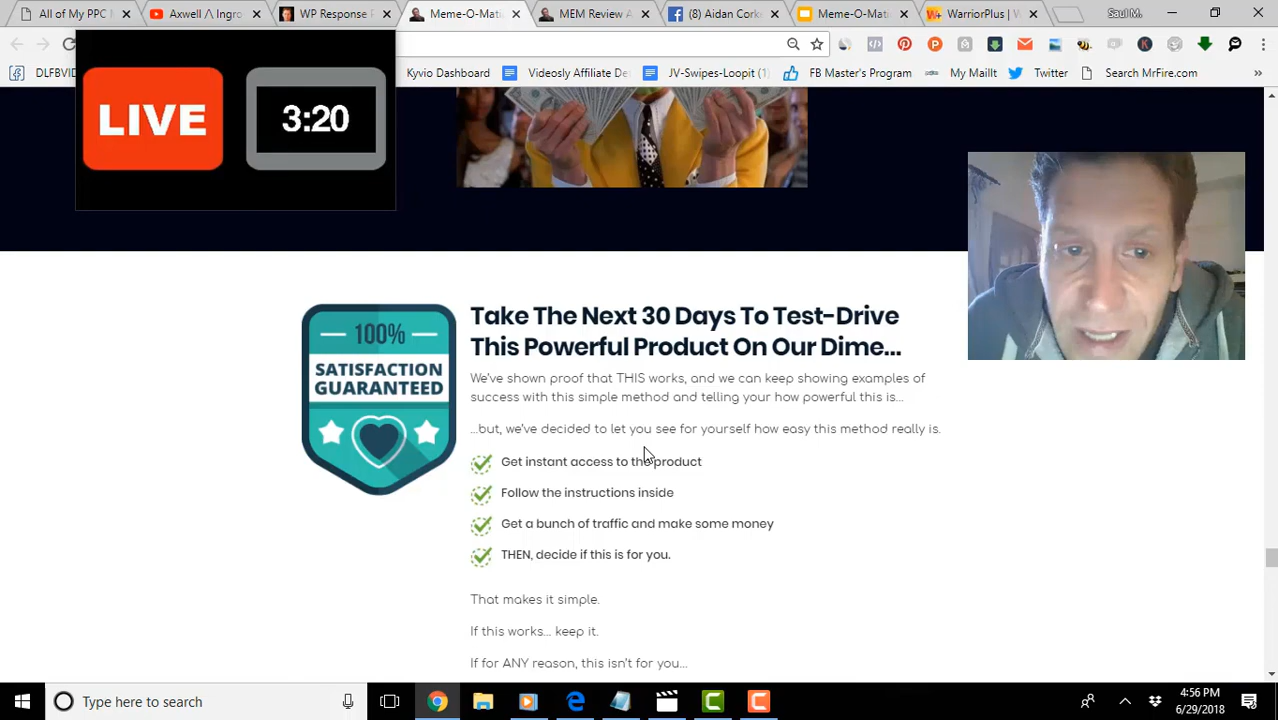 All of My PPC M
Axwell /\ Ingro
WP Response
Meme-O-Mati
MEM Review A
(8) Aidan Cork
Meme-O-Mati
WarriorPlus | W
Saul M.
DLFBVID
Kyvio Dashboard
Videosly Affiliate De
JV-Swipes-Loopit (1.
FB Master's Program
My MailIt
Twitter
Search MrFire.com
»
LIVE
3:20
100%
SATISFACTION
GUARANTEED
Take The Next 30 Days To Test-Drive
This Powerful Product On Our Dime...
We've shown proof that THIS works, and we can keep showing examples of
success with this simple method and telling your how powerful this is...
...but, we've decided to let you see for yourself how easy this method really is.
Get instant access to the product
Follow the instructions inside
Get a bunch of traffic and make some money
THEN, decide if this is for you.
That makes it simple.
If this works... keep it.
If for ANY reason, this isn't for you...
Type here to search
4:56 PM
6/29/2018